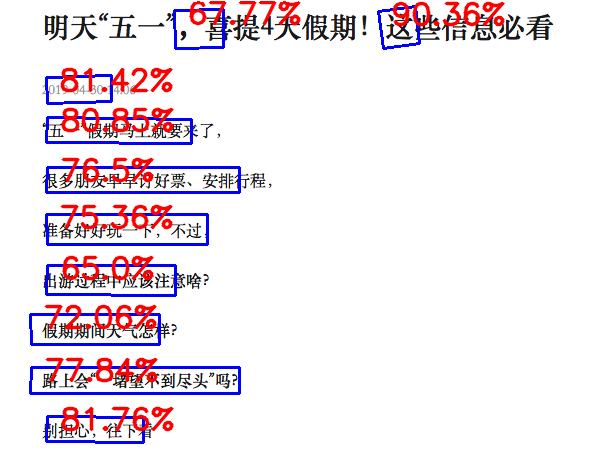 明天“五一”，喜提4大假期！这些信息必看
67.77%
90.36%
2019-04-30
81.42%
“五一”假期马上就要来了，
80.85%
很多朋友早早订好票、安排行程，
76.5%
准备好好玩一下，不过，
75.36%
出游过程中应该注意啥？
65.0%
假期期间天气怎样？
72.06%
路上会“一堵望不到尽头”吗？
77.84%
别担心，往下看
81.76%